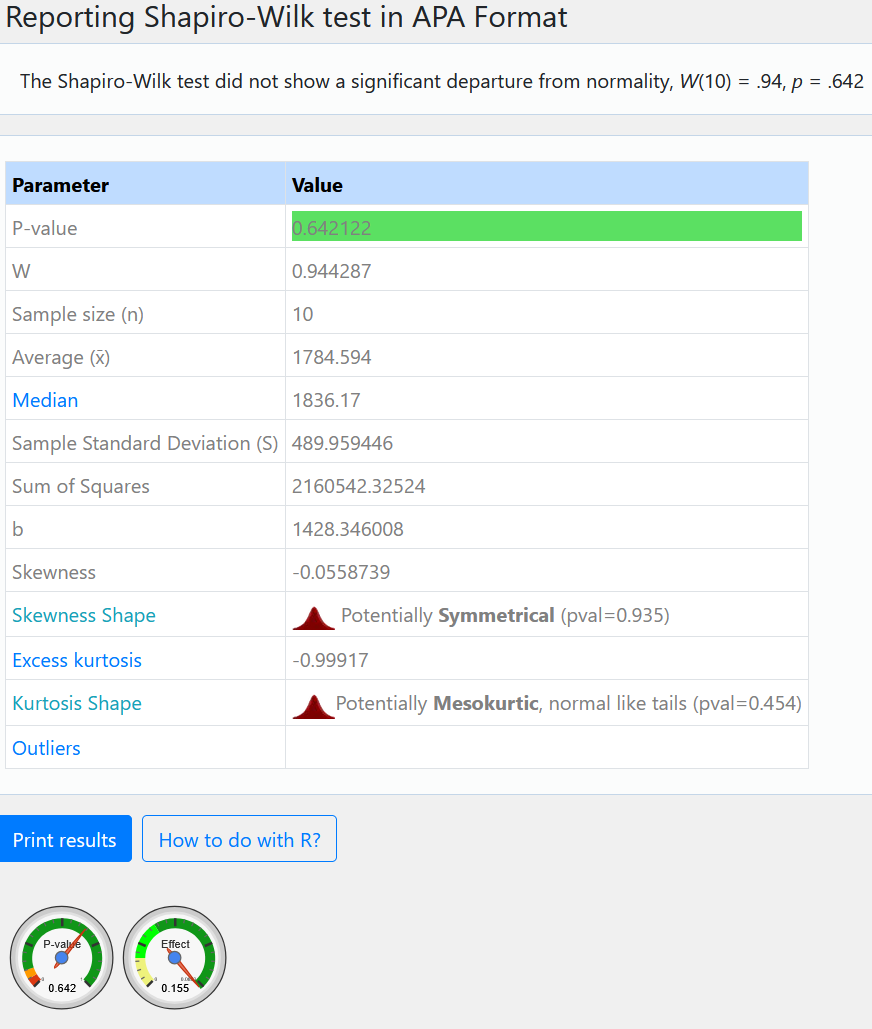 Reporting Shapiro-Wilk test in APA Format
The Shapiro-Wilk test did not show a significant departure from normality, W(10) = .94, p = .642
Parameter Value
P-value 0.642122
W 0.944287
Sample size (n) 10
Average (x̄) 1784.594
Median 1836.17
Sample Standard Deviation (S) 489.959446
Sum of Squares 2160542.32524
b 1428.346008
Skewness -0.0558739
Skewness Shape Potentially Symmetrical (pval=0.935)
Excess kurtosis -0.99917
Kurtosis Shape Potentially Mesokurtic, normal like tails (pval=0.454)
Outliers
Print results How to do with R?
P-value Effect
0.642 0.155